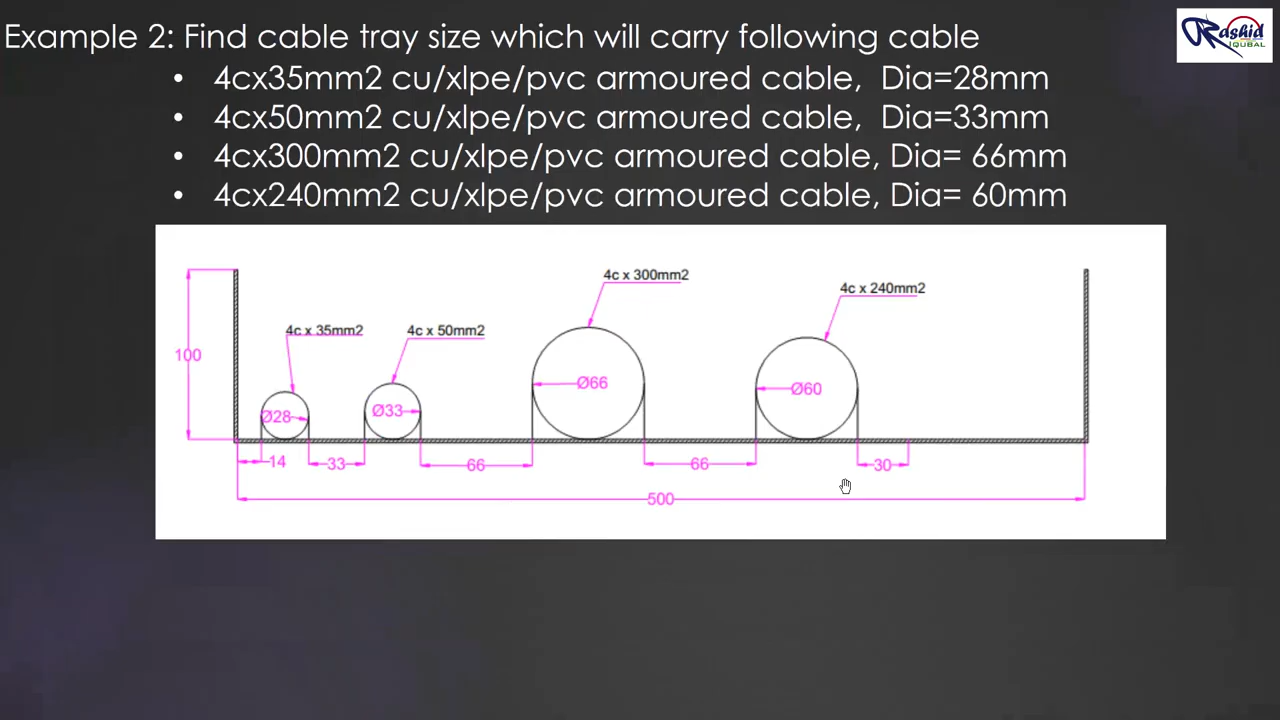 Example 2: Find cable tray size which will carry following cable
Rashid
IQUBAL
• 4cx35mm2 cu/xlpe/pvc armoured cable, Dia=28mm
• 4cx50mm2 cu/xlpe/pvc armoured cable, Dia=33mm
• 4cx300mm2 cu/xlpe/pvc armoured cable, Dia= 66mm
• 4cx240mm2 cu/xlpe/pvc armoured cable, Dia= 60mm
4c x 300mm2
4c x 240mm2
4c x 35mm2
4c x 50mm2
100
Ø66
Ø60
Ø28
Ø33
14
33
66
66
30
500